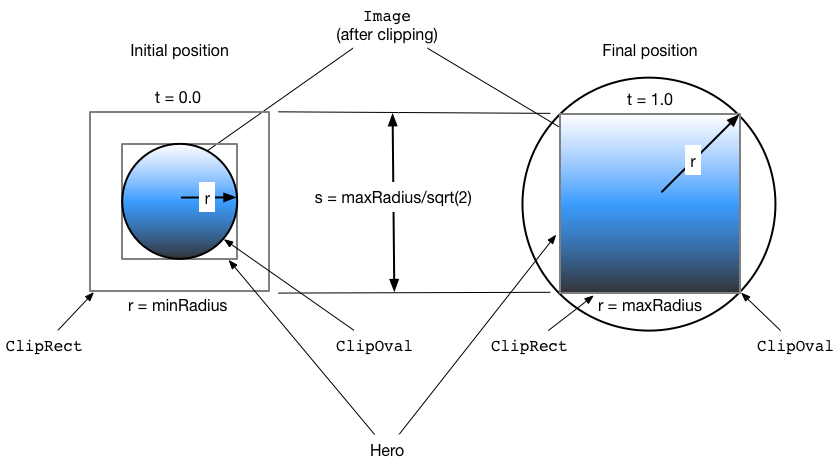 Image
(after clipping)
Initial position
Final position
t = 0.0
t = 1.0
r
r
s = maxRadius/sqrt(2)
r = minRadius
r = maxRadius
ClipRect
ClipOval
ClipRect
ClipOval
Hero